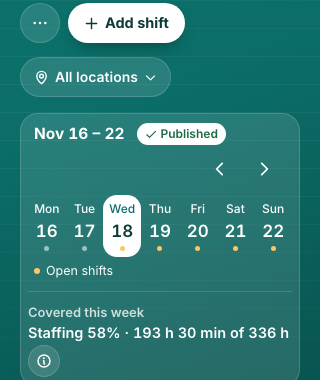 Add shift
All locations
Nov 16 – 22 Published
Mon Tue Wed Thu Fri Sat Sun
16 17 18 19 20 21 22
Open shifts
Covered this week
Staffing 58% · 193 h 30 min of 336 h